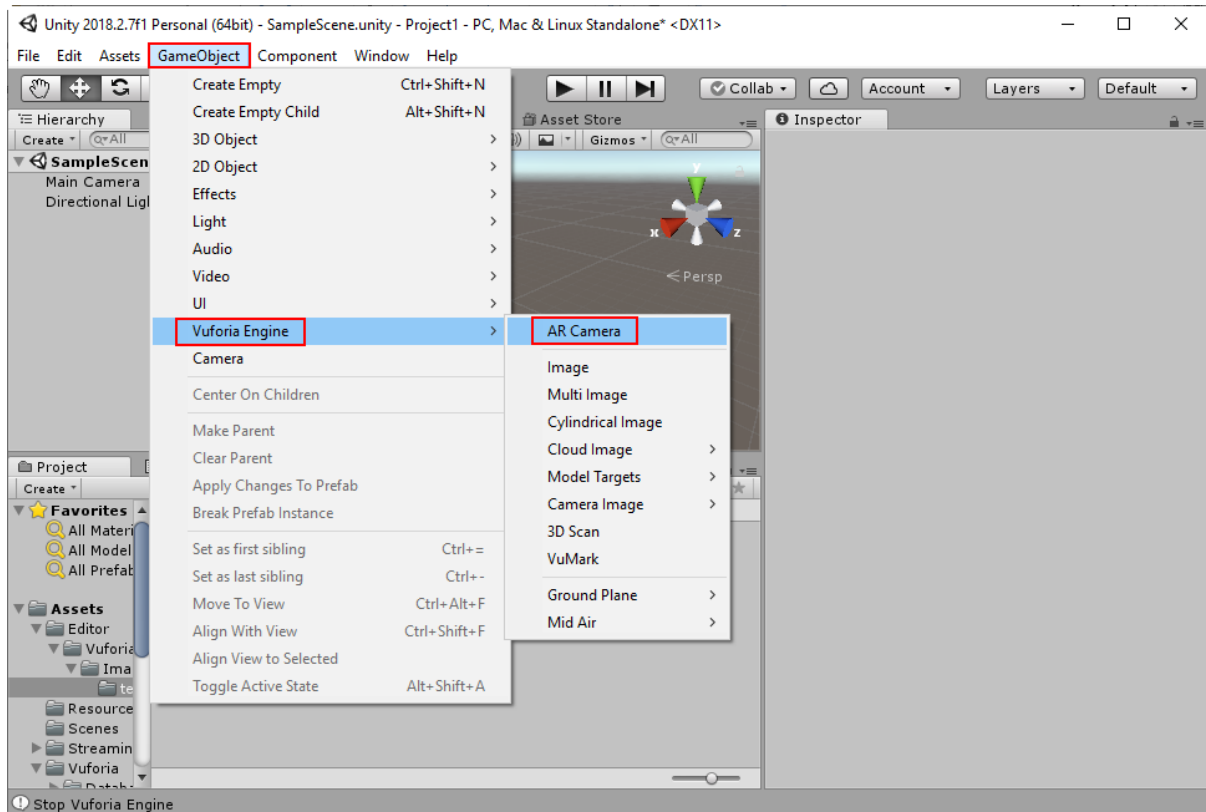 Unity 2018.2.7f1 Personal (64bit) - SampleScene.unity - Project1 - PC, Mac & Linux Standalone* <DX11>
File Edit Assets GameObject Component Window Help
Collab Account Layers Default
Create Empty Ctrl+Shift+N
Create Empty Child Alt+Shift+N
3D Object
2D Object
Effects
Light
Audio
Video
UI
Vuforia Engine
Camera
Center On Children
Make Parent
Clear Parent
Apply Changes To Prefab
Break Prefab Instance
Set as first sibling Ctrl+=
Set as last sibling Ctrl+-
Move To View Ctrl+Alt+F
Align With View Ctrl+Shift+F
Align View to Selected
Toggle Active State Alt+Shift+A
AR Camera
Image
Multi Image
Cylindrical Image
Cloud Image
Model Targets
Camera Image
3D Scan
VuMark
Ground Plane
Mid Air
Hierarchy
Create All
SampleScen
Main Camera
Directional Ligl
Asset Store
Gizmos All
y
x z
Persp
Inspector
Project
Create
Favorites
All Materi
All Model
All Prefab
Assets
Editor
Vuforia
Ima
te
Resource
Scenes
Streamin
Vuforia
Stop Vuforia Engine